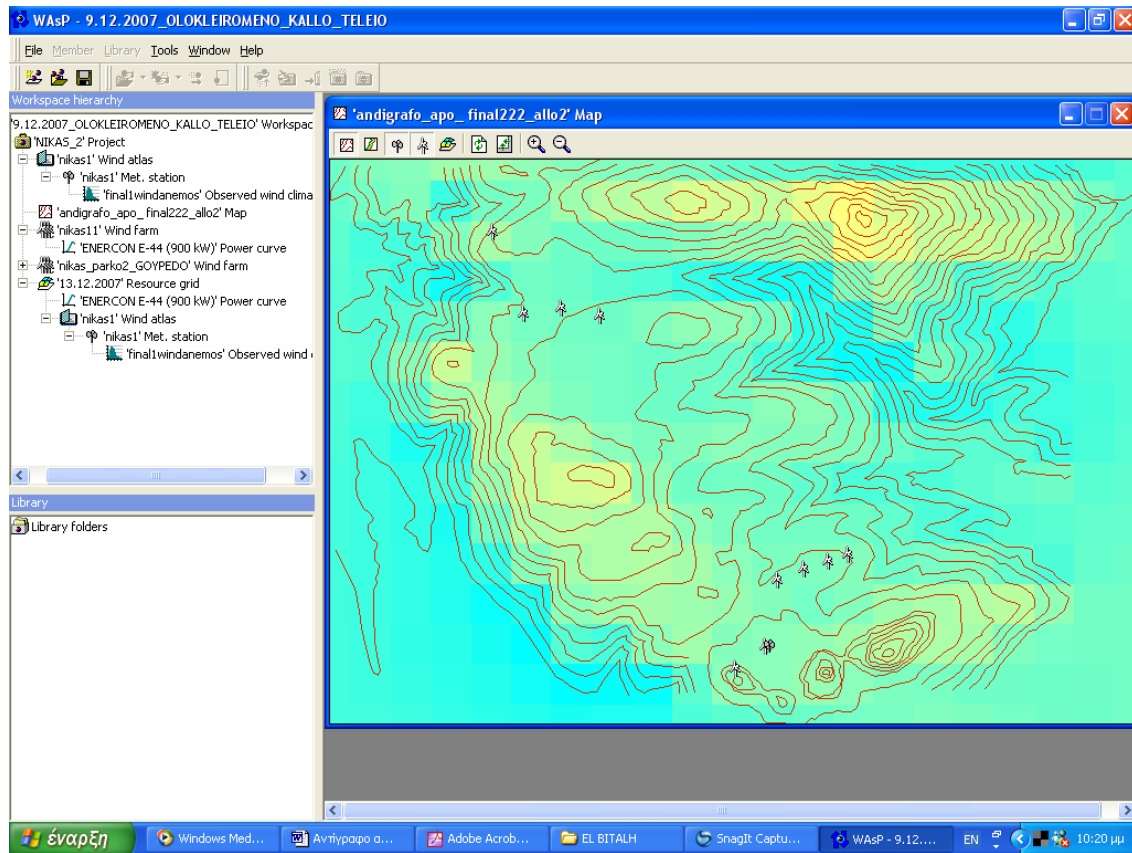 WAsP - 9.12.2007_OLOKLEIROMENO_KALLO_TELEIO
File Member Library Tools Window Help
Workspace hierarchy
'9.12.2007_OLOKLEIROMENO_KALLO_TELEIO' Workspac
'NIKAS_2' Project
'nikas1' Wind atlas
'nikas1' Met. station
'final1windanemos' Observed wind clima
'andigrafo_apo_ final222_allo2' Map
'nikas11' Wind farm
'ENERCON E-44 (900 kW)' Power curve
'nikas_parko2_GOYPEDO' Wind farm
'13.12.2007' Resource grid
'ENERCON E-44 (900 kW)' Power curve
'nikas1' Wind atlas
'nikas1' Met. station
'final1windanemos' Observed wind
Library
Library folders
'andigrafo_apo_ final222_allo2' Map
έναρξη
Windows Med...
Αντίγραφο α...
Adobe Acrob...
EL BITALH
SnagIt Captu...
WAsP - 9.12....
EN
10:20 μμ